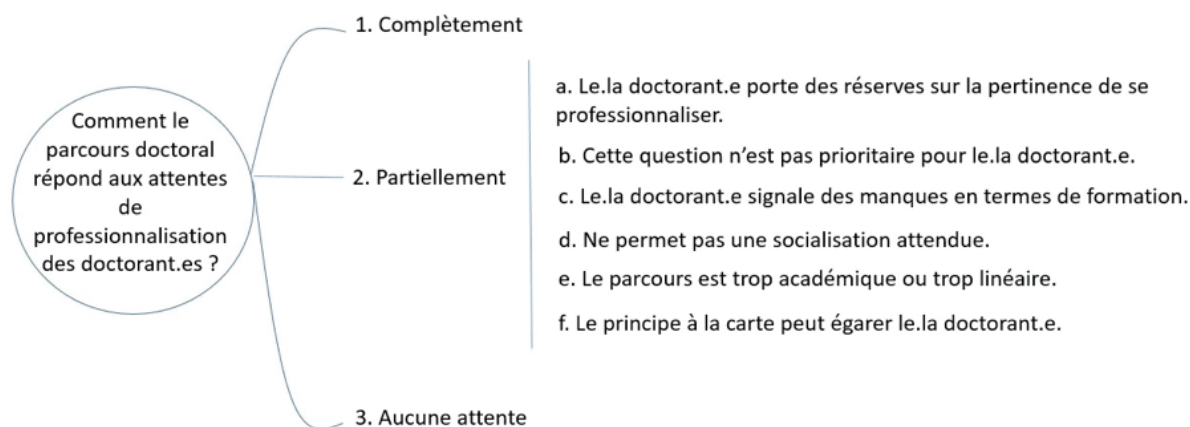 Comment le
parcours doctoral
répond aux attentes
de
professionnalisation
des doctorant.es ?
1. Complètement
2. Partiellement
a. Le.la doctorant.e porte des réserves sur la pertinence de se
professionnaliser.
b. Cette question n’est pas prioritaire pour le.la doctorant.e.
c. Le.la doctorant.e signale des manques en termes de formation.
d. Ne permet pas une socialisation attendue.
e. Le parcours est trop académique ou trop linéaire.
f. Le principe à la carte peut égarer le.la doctorant.e.
3. Aucune attente